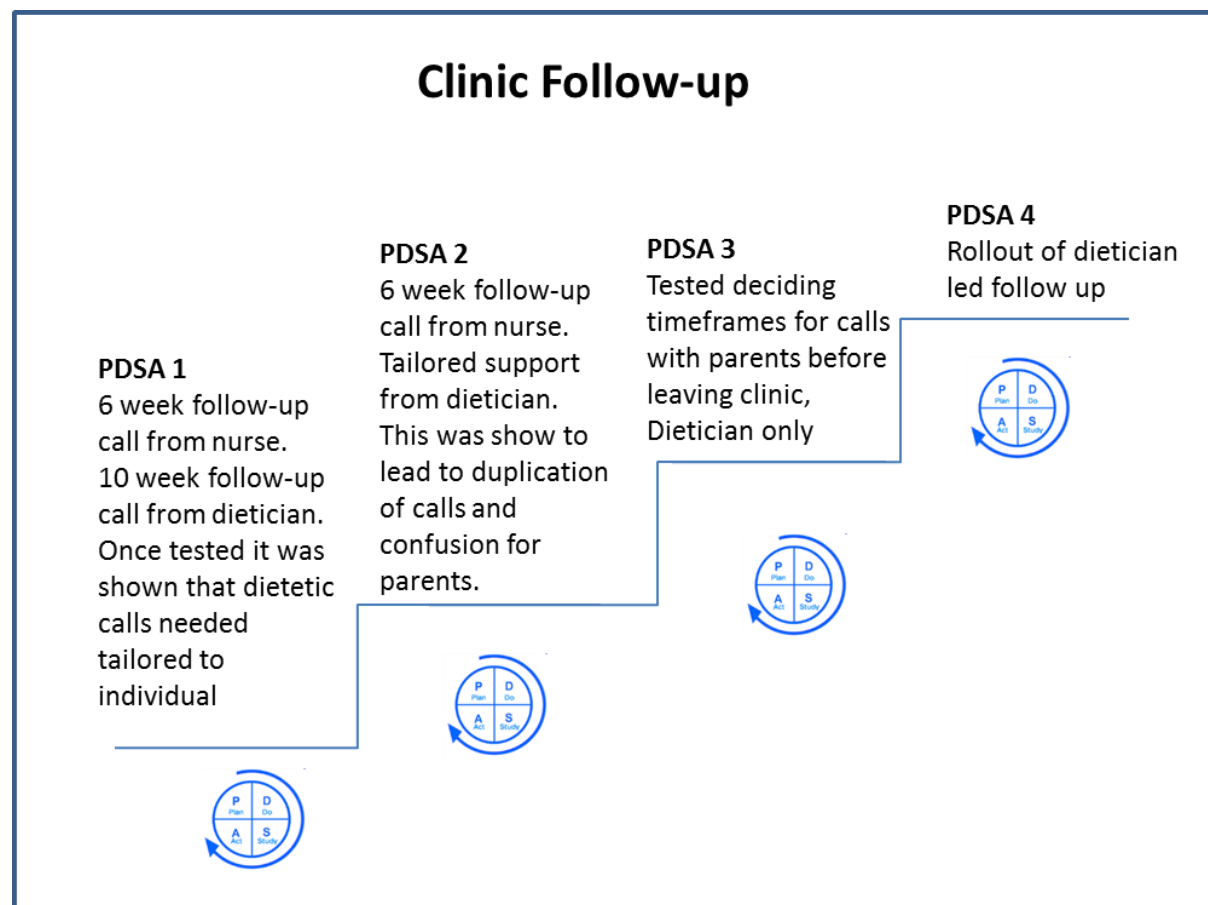 Clinic Follow-up
PDSA 1
6 week follow-up
call from nurse.
10 week follow-up
call from dietician.
Once tested it was
shown that dietetic
calls needed
tailored to
individual
PDSA 2
6 week follow-up
call from nurse.
Tailored support
from dietician.
This was show to
lead to duplication
of calls and
confusion for
parents.
PDSA 3
Tested deciding
timeframes for calls
with parents before
leaving clinic,
Dietician only
PDSA 4
Rollout of dietician
led follow up
P D
Plan Do
A S
Act Study
P D
Plan Do
A S
Act Study
P D
Plan Do
A S
Act Study
P D
Plan Do
A S
Act Study